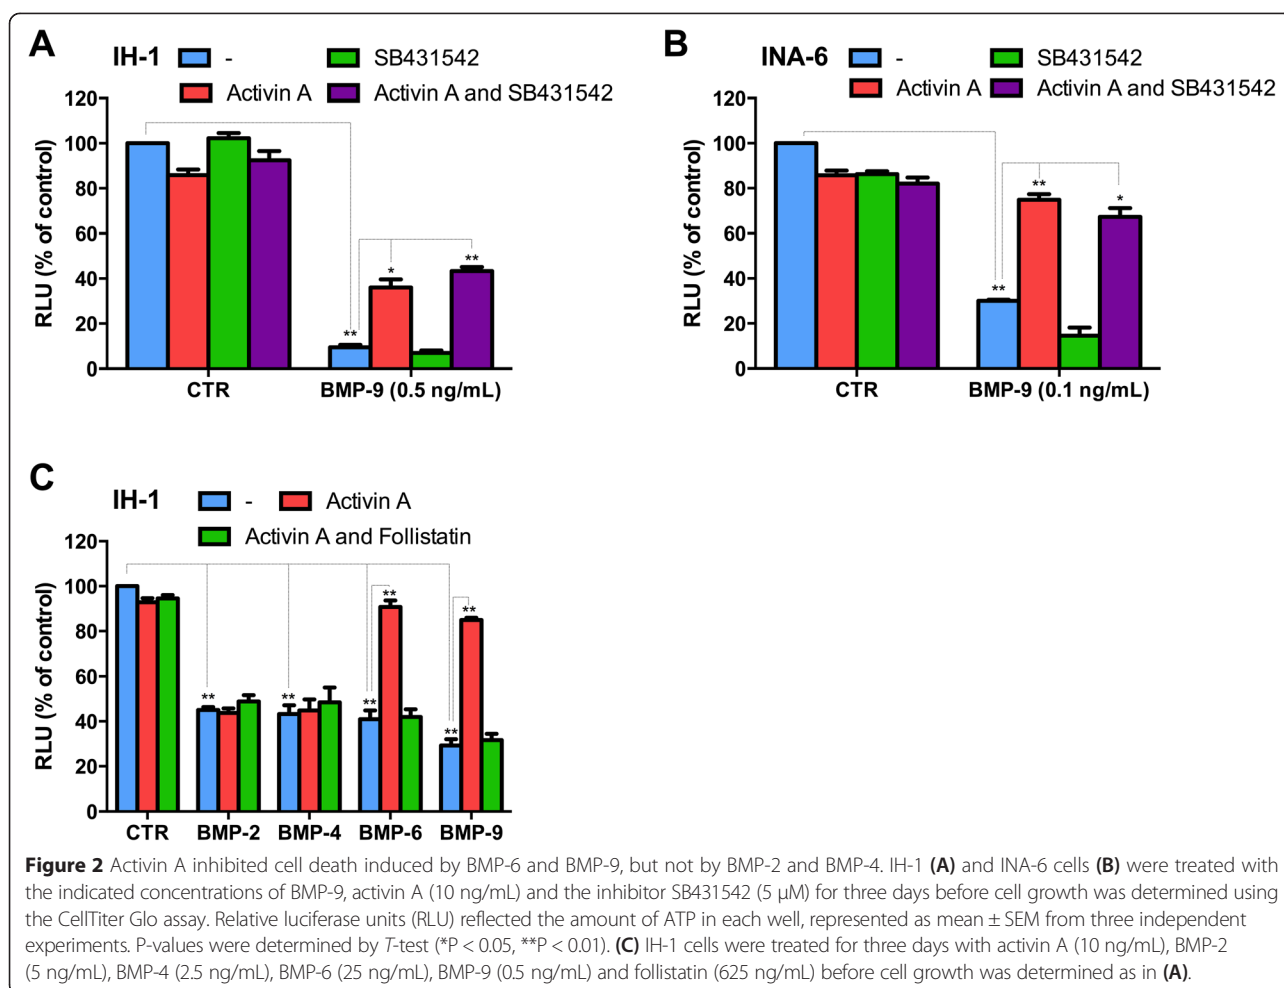 A
IH-1
-
SB431542
Activin A
Activin A and SB431542
RLU (% of control)
120
100
80
60
40
20
0
**
*
**
CTR
BMP-9 (0.5 ng/mL)
B
INA-6
-
SB431542
Activin A
Activin A and SB431542
RLU (% of control)
120
100
80
60
40
20
0
**
**
*
CTR
BMP-9 (0.1 ng/mL)
C
IH-1
-
Activin A
Activin A and Follistatin
RLU (% of control)
120
100
80
60
40
20
0
**
**
**
**
**
**
CTR
BMP-2
BMP-4
BMP-6
BMP-9
Figure 2 Activin A inhibited cell death induced by BMP-6 and BMP-9, but not by BMP-2 and BMP-4. IH-1 (A) and INA-6 cells (B) were treated with
the indicated concentrations of BMP-9, activin A (10 ng/mL) and the inhibitor SB431542 (5 μM) for three days before cell growth was determined using
the CellTiter Glo assay. Relative luciferase units (RLU) reflected the amount of ATP in each well, represented as mean ± SEM from three independent
experiments. P-values were determined by T-test (*P < 0.05, **P < 0.01). (C) IH-1 cells were treated for three days with activin A (10 ng/mL), BMP-2
(5 ng/mL), BMP-4 (2.5 ng/mL), BMP-6 (25 ng/mL), BMP-9 (0.5 ng/mL) and follistatin (625 ng/mL) before cell growth was determined as in (A).